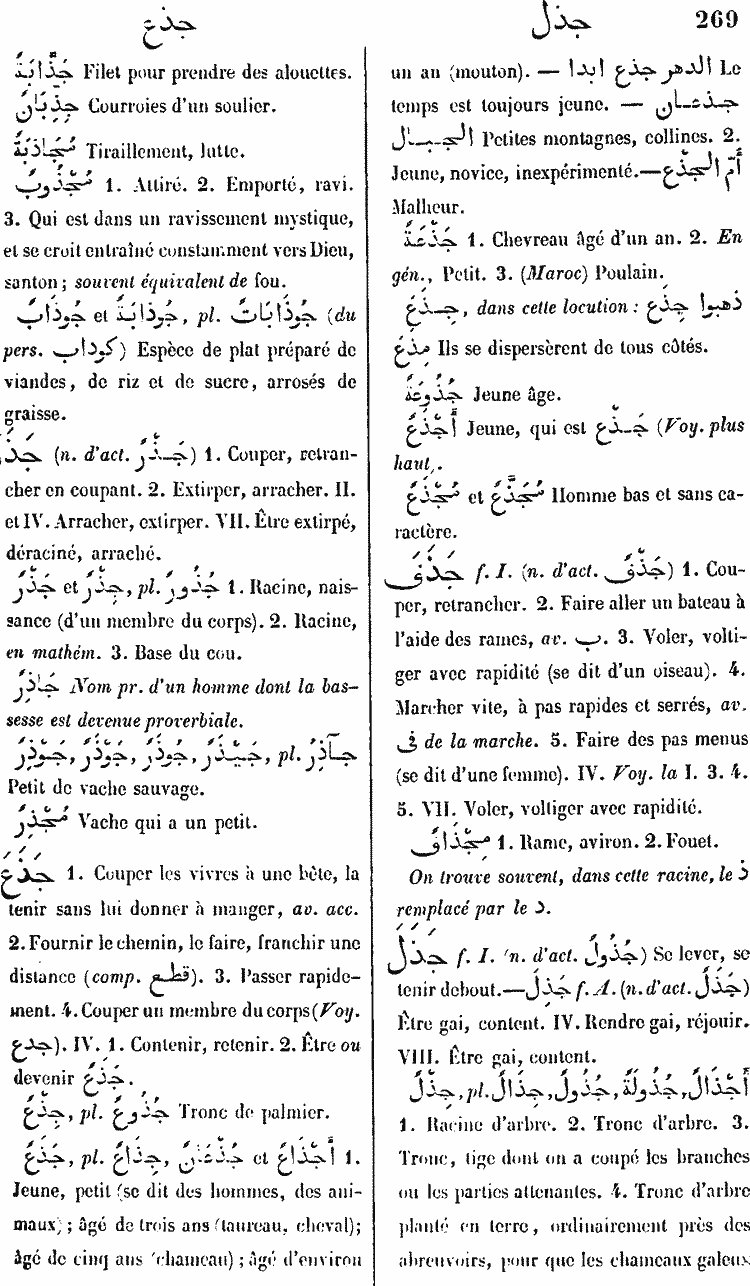 جذع
جذل
269
جَذَّابَةٌ Filet pour prendre des alouettes.
جِذِبَّانٌ Courroies d'un soulier.
مُجَاذَبَةٌ Tiraillement, lutte.
مَجْذُوبٌ 1. Attiré. 2. Emporté, ravi.
3. Qui est dans un ravissement mystique,
et se croit entraîné constamment vers Dieu,
santon; souvent équivalent de fou.
جُوذَابٌ et جُوذَابَةٌ, pl. جُوذَابَاتٌ (du
pers. كوذاب) Espèce de plat préparé de
viandes, de riz et de sucre, arrosés de
graisse.
جَذَرَ (n. d'act. جَذْرٌ) 1. Couper, retran-
cher en coupant. 2. Extirper, arracher. II.
et IV. Arracher, extirper. VII. Être extirpé,
déraciné, arraché.
جَذْرٌ et جِذْرٌ, pl. جُذُورٌ 1. Racine, nais-
sance (d'un membre du corps). 2. Racine,
en mathém. 3. Base du cou.
جَاذِرٌ Nom pr. d'un homme dont la bas-
sesse est devenue proverbiale.
جَوْذِرٌ, جُؤْذَرٌ, جُوذَرٌ, جَيْذَرٌ, pl. جَآذِرُ
Petit de vache sauvage.
مُجْذِرٌ Vache qui a un petit.
جَذَعَ 1. Couper les vivres à une bête, la
tenir sans lui donner à manger, av. acc.
2. Fournir le chemin, le faire, franchir une
distance (comp. قطع). 3. Passer rapide-
ment. 4. Couper un membre du corps (Voy.
جدع). IV. 1. Contenir, retenir. 2. Être ou
devenir جَذَعٌ.
جِذْعٌ, pl. جُذُوعٌ Tronc de palmier.
جَذَعٌ, pl. جِذَاعٌ, جُذْعَانٌ et أَجْذَاعٌ 1.
Jeune, petit (se dit des hommes, des ani-
maux); âgé de trois ans (taureau, cheval);
âgé de cinq ans (chameau); âgé d'environ
un an (mouton). — الدهر جذع ابدا Le
temps est toujours jeune. — جذعان
الجبال Petites montagnes, collines. 2.
Jeune, novice, inexpérimenté.—أُمّ الجَذَع
Malheur.
جَذَعَةٌ 1. Chevreau âgé d'un an. 2. En
gén., Petit. 3. (Maroc) Poulain.
جِذَعٌ, dans cette locution: ذهبوا جِذَعَ
مِذَعَ Ils se dispersèrent de tous côtés.
جُذُوعَةٌ Jeune âge.
أَجْذَعُ Jeune, qui est جَذَع (Voy. plus
haut).
مُجْذَعٌ et مُجَذَّعٌ Homme bas et sans ca-
ractère.
جَذَفَ f. I. (n. d'act. جَذْفٌ) 1. Cou-
per, retrancher. 2. Faire aller un bateau à
l'aide des rames, av. ب. 3. Voler, volti-
ger avec rapidité (se dit d'un oiseau). 4.
Marcher vite, à pas rapides et serrés, av.
فى de la marche. 5. Faire des pas menus
(se dit d'une femme). IV. Voy. la I. 3. 4.
5. VII. Voler, voltiger avec rapidité.
مِجْذَافٌ 1. Rame, aviron. 2. Fouet.
On trouve souvent, dans cette racine, le ذ
remplacé par le د.
جَذَلَ f. I. (n. d'act. جُذُولٌ) Se lever, se
tenir debout.—جَذِلَ f. A. (n. d'act. جَذَلٌ)
Être gai, content. IV. Rendre gai, réjouir.
VIII. Être gai, content.
جِذْلٌ, pl. جِذَالٌ, جُذُولٌ, جُذُولَةٌ, أَجْذَالٌ
1. Racine d'arbre. 2. Tronc d'arbre. 3.
Tronc, tige dont on a coupé les branches
ou les parties attenantes. 4. Tronc d'arbre
planté en terre, ordinairement près des
abreuvoirs, pour que les chameaux galeux